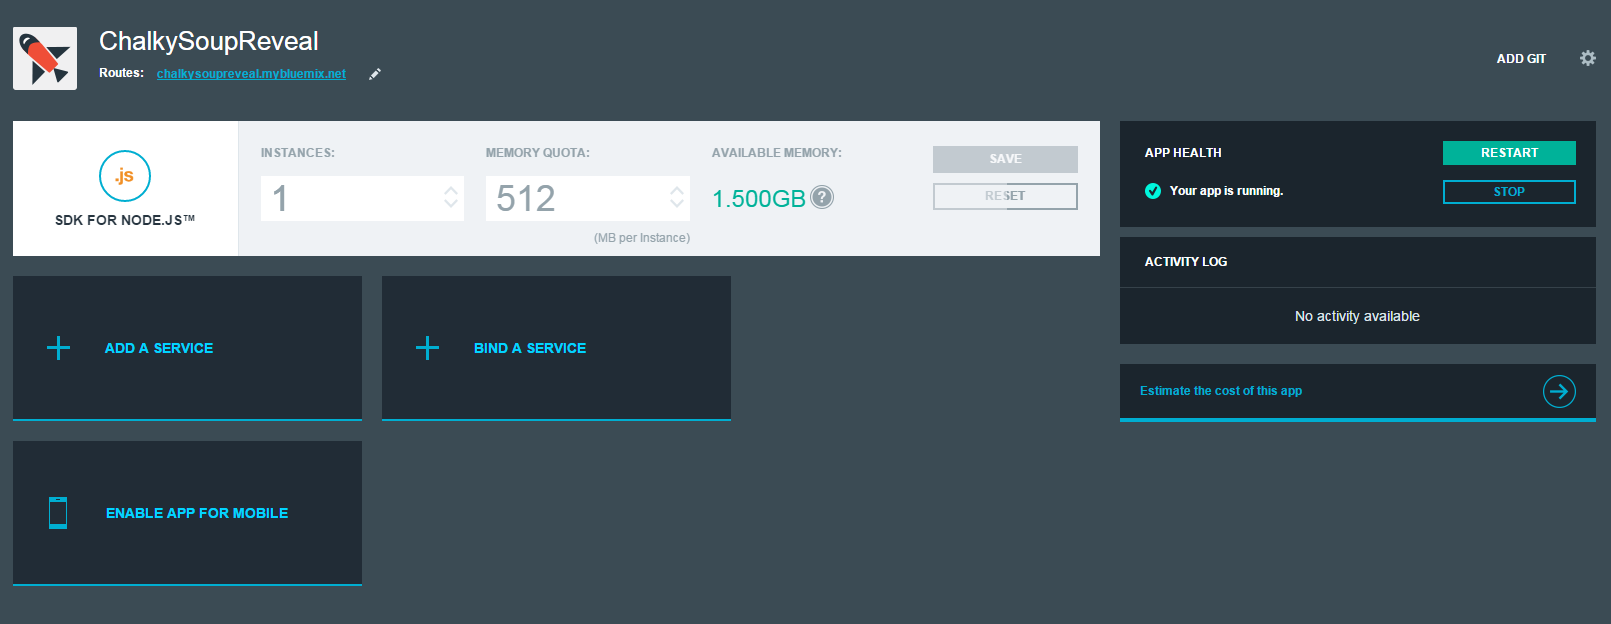 ChalkySoupReveal
Routes: chalkysoupreveal.mybluemix.net
ADD GIT
.js
SDK FOR NODE.JS™
INSTANCES:
1
MEMORY QUOTA:
512
(MB per Instance)
AVAILABLE MEMORY:
1.500GB ?
SAVE
RESET
APP HEALTH
RESTART
Your app is running.
STOP
ACTIVITY LOG
No activity available
Estimate the cost of this app
ADD A SERVICE
BIND A SERVICE
ENABLE APP FOR MOBILE